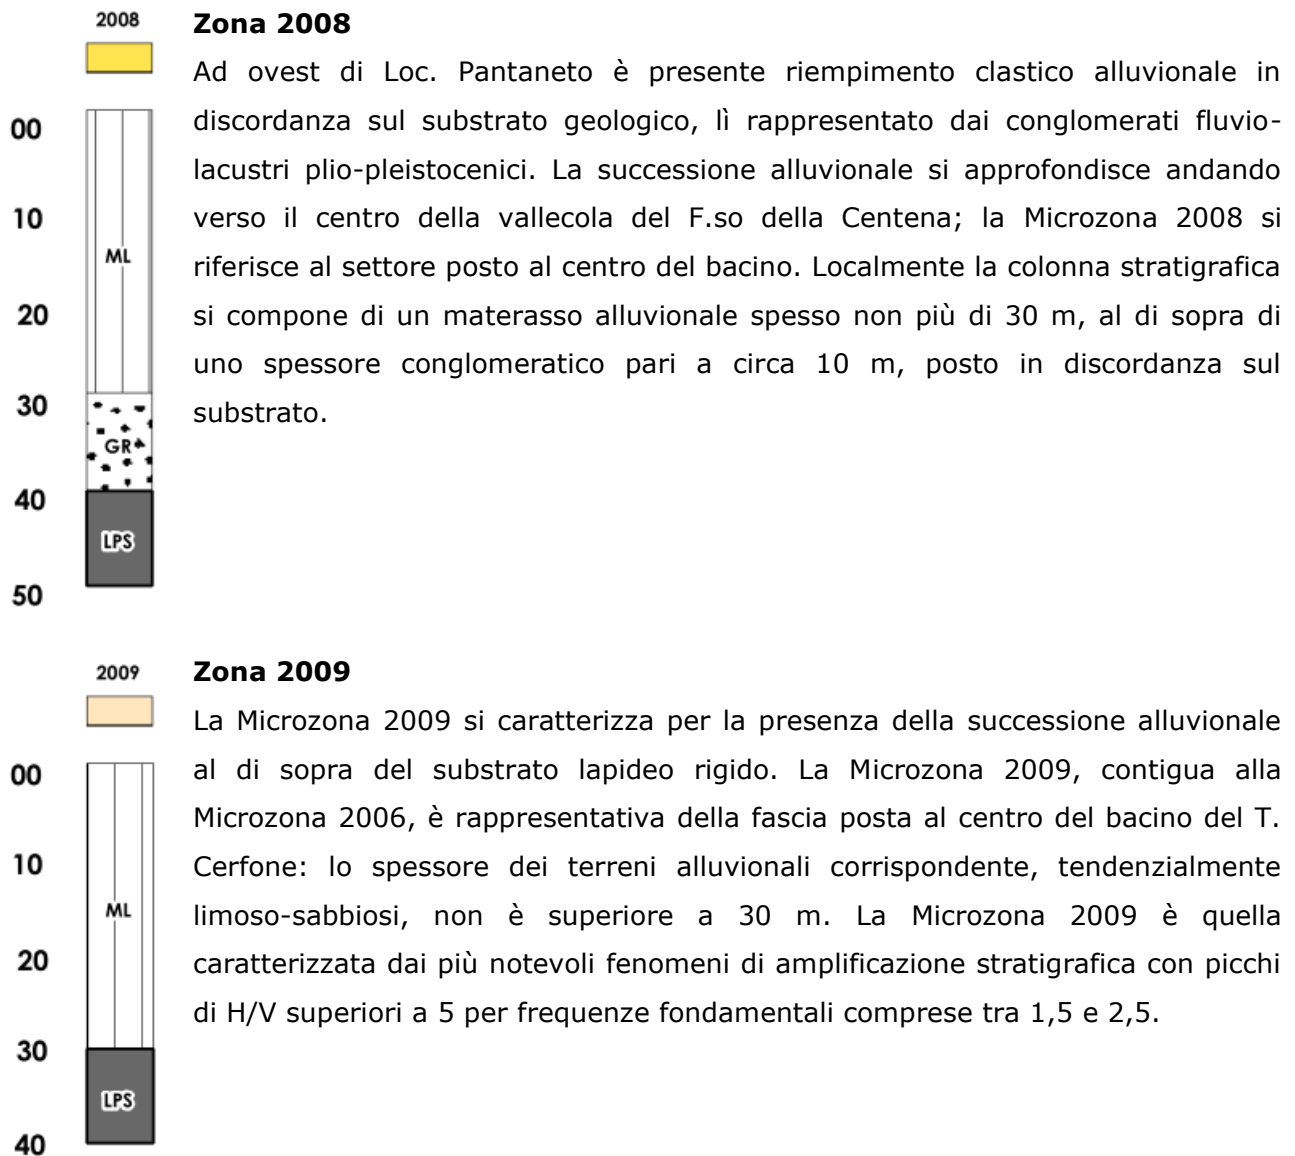 2008
00
10
20
30
40
50
ML
GR
LPS
Zona 2008
Ad ovest di Loc. Pantaneto è presente riempimento clastico alluvionale in
discordanza sul substrato geologico, lì rappresentato dai conglomerati fluvio-
lacustri plio-pleistocenici. La successione alluvionale si approfondisce andando
verso il centro della vallecola del F.so della Centena; la Microzona 2008 si
riferisce al settore posto al centro del bacino. Localmente la colonna stratigrafica
si compone di un materasso alluvionale spesso non più di 30 m, al di sopra di
uno spessore conglomeratico pari a circa 10 m, posto in discordanza sul
substrato.
2009
00
10
20
30
40
ML
LPS
Zona 2009
La Microzona 2009 si caratterizza per la presenza della successione alluvionale
al di sopra del substrato lapideo rigido. La Microzona 2009, contigua alla
Microzona 2006, è rappresentativa della fascia posta al centro del bacino del T.
Cerfone: lo spessore dei terreni alluvionali corrispondente, tendenzialmente
limoso-sabbiosi, non è superiore a 30 m. La Microzona 2009 è quella
caratterizzata dai più notevoli fenomeni di amplificazione stratigrafica con picchi
di H/V superiori a 5 per frequenze fondamentali comprese tra 1,5 e 2,5.